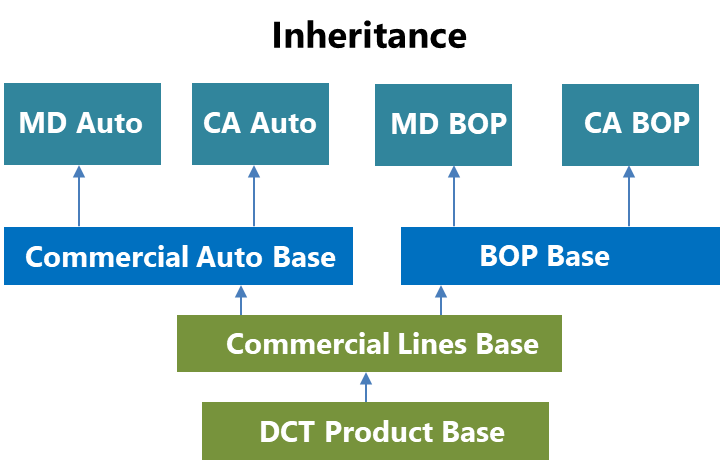 Inheritance
MD Auto
CA Auto
MD BOP
CA BOP
Commercial Auto Base
BOP Base
Commercial Lines Base
DCT Product Base